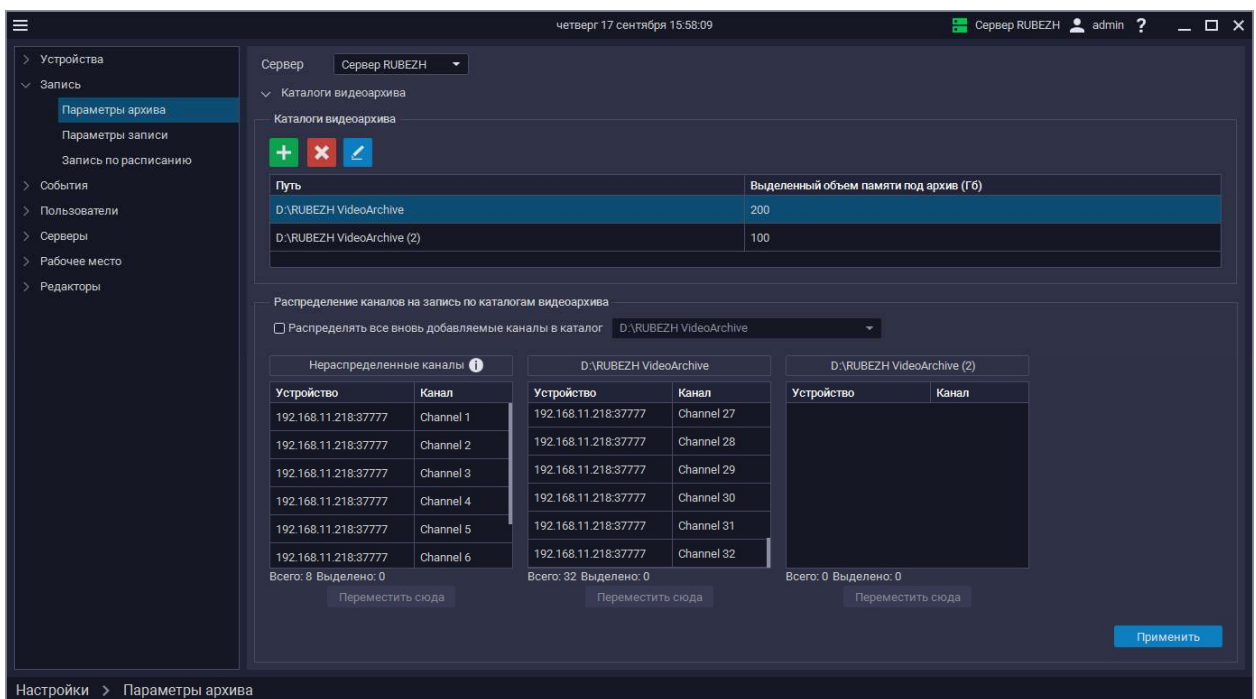 четверг 17 сентября 15:58:09 Сервер RUBEZH admin ?
Устройства
Запись
Параметры архива
Параметры записи
Запись по расписанию
События
Пользователи
Серверы
Рабочее место
Редакторы
Сервер Сервер RUBEZH
Каталоги видеоархива
Каталоги видеоархива
Путь Выделенный объем памяти под архив (Гб)
D:\RUBEZH VideoArchive 200
D:\RUBEZH VideoArchive (2) 100
Распределение каналов на запись по каталогам видеоархива
Распределять все вновь добавляемые каналы в каталог D:\RUBEZH VideoArchive
Нераспределенные каналы i D:\RUBEZH VideoArchive D:\RUBEZH VideoArchive (2)
Устройство Канал Устройство Канал Устройство Канал
192.168.11.218:37777 Channel 1 192.168.11.218:37777 Channel 27
192.168.11.218:37777 Channel 2 192.168.11.218:37777 Channel 28
192.168.11.218:37777 Channel 3 192.168.11.218:37777 Channel 29
192.168.11.218:37777 Channel 4 192.168.11.218:37777 Channel 30
192.168.11.218:37777 Channel 5 192.168.11.218:37777 Channel 31
192.168.11.218:37777 Channel 6 192.168.11.218:37777 Channel 32
Всего: 8 Выделено: 0 Всего: 32 Выделено: 0 Всего: 0 Выделено: 0
Переместить сюда Переместить сюда Переместить сюда
Применить
Настройки > Параметры архива